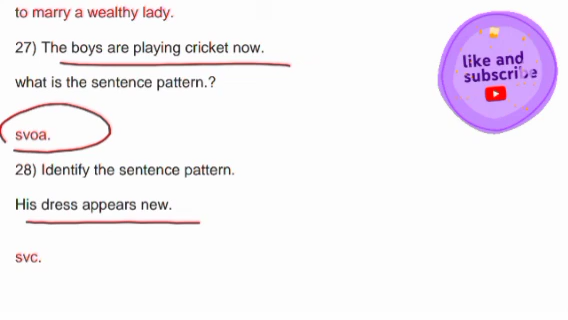 to marry a wealthy lady.
27) The boys are playing cricket now.
what is the sentence pattern.?
svoa.
28) Identify the sentence pattern.
His dress appears new.
svc.
like and
subscribe